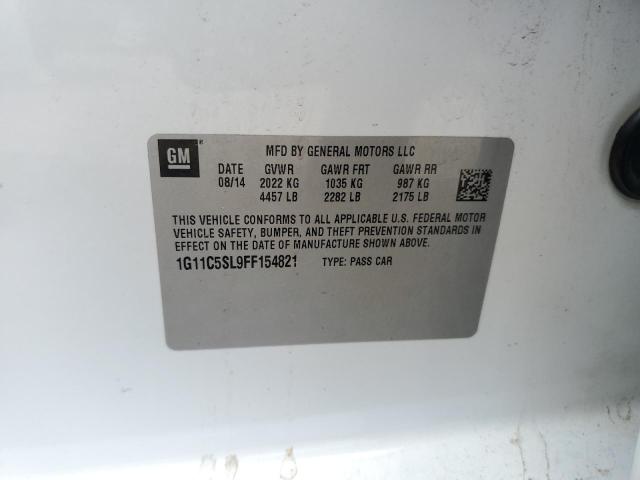 GM
MFD BY GENERAL MOTORS LLC
DATE GVWR GAWR FRT GAWR RR
08/14 2022 KG 1035 KG 987 KG
4457 LB 2282 LB 2175 LB
THIS VEHICLE CONFORMS TO ALL APPLICABLE U.S. FEDERAL MOTOR
VEHICLE SAFETY, BUMPER, AND THEFT PREVENTION STANDARDS
IN EFFECT ON THE DATE OF MANUFACTURE SHOWN ABOVE.
1G11C5SL9FF154821 TYPE: PASS CAR